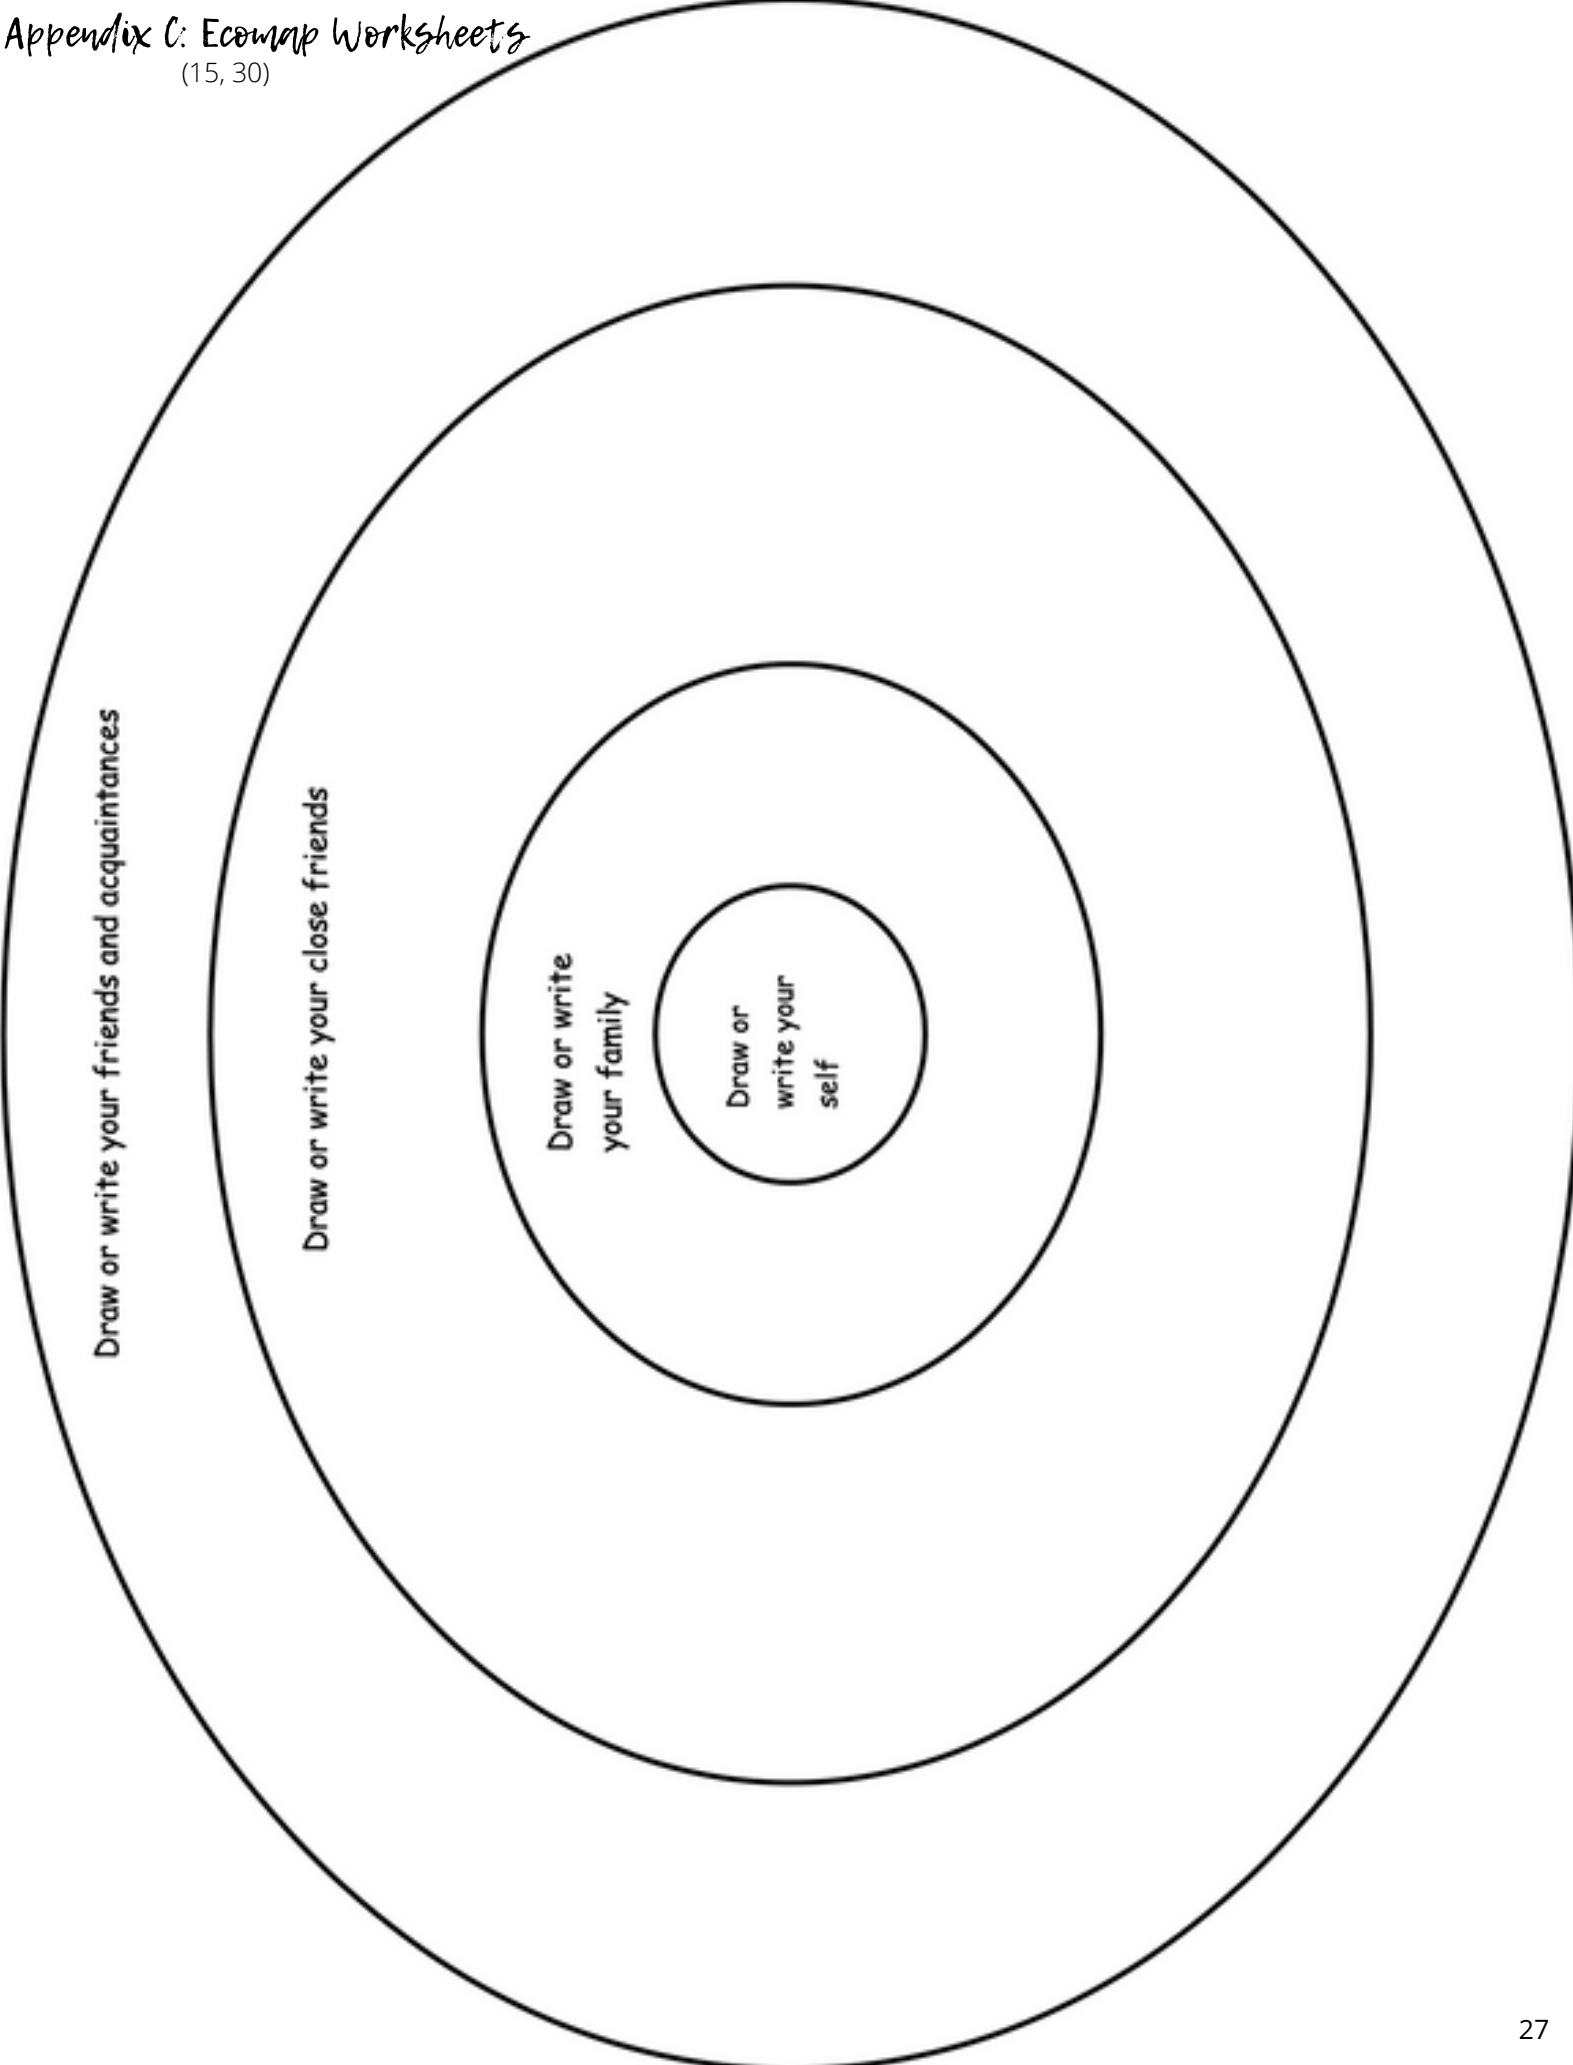 Appendix C: Ecomap Worksheets
(15, 30)
Draw or write your friends and acquaintances
Draw or write your close friends
Draw or write
your family
Draw or
write your
self
27